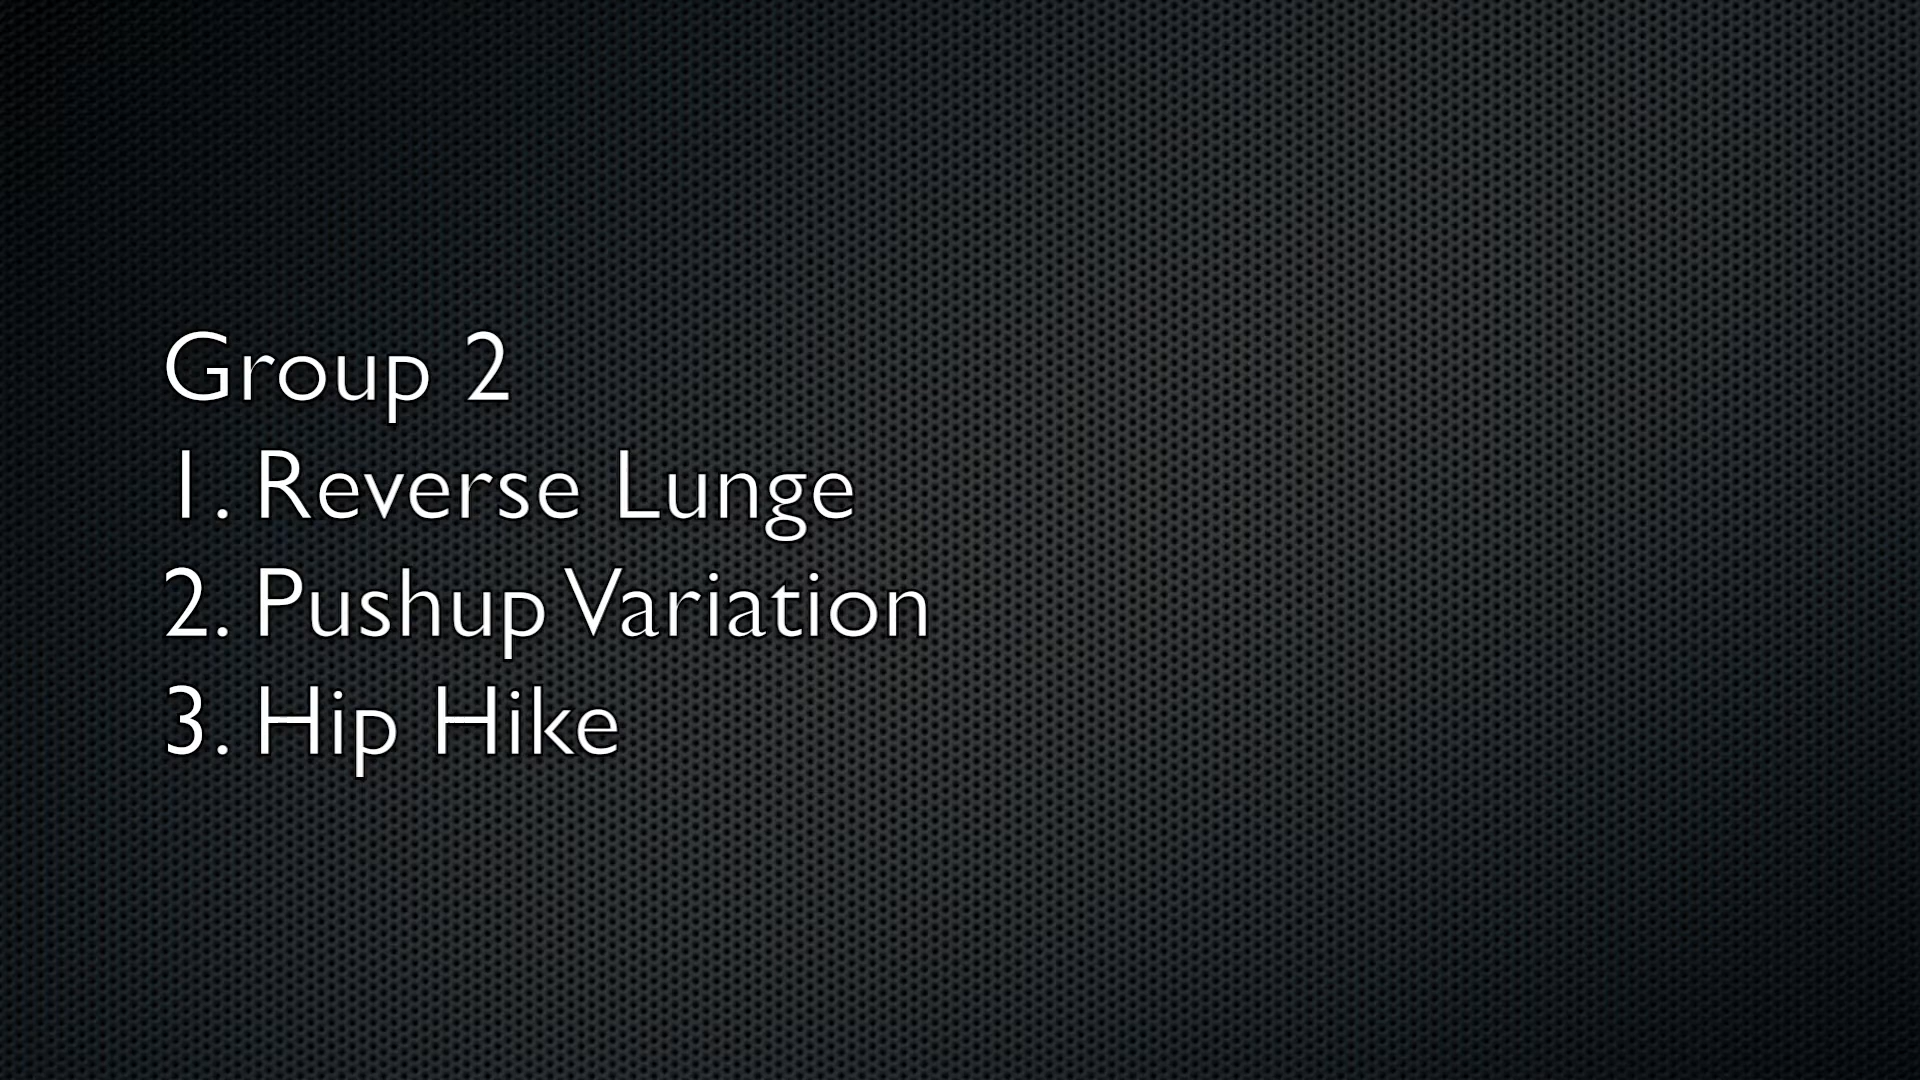 Group 2
1. Reverse Lunge
2. Pushup Variation
3. Hip Hike